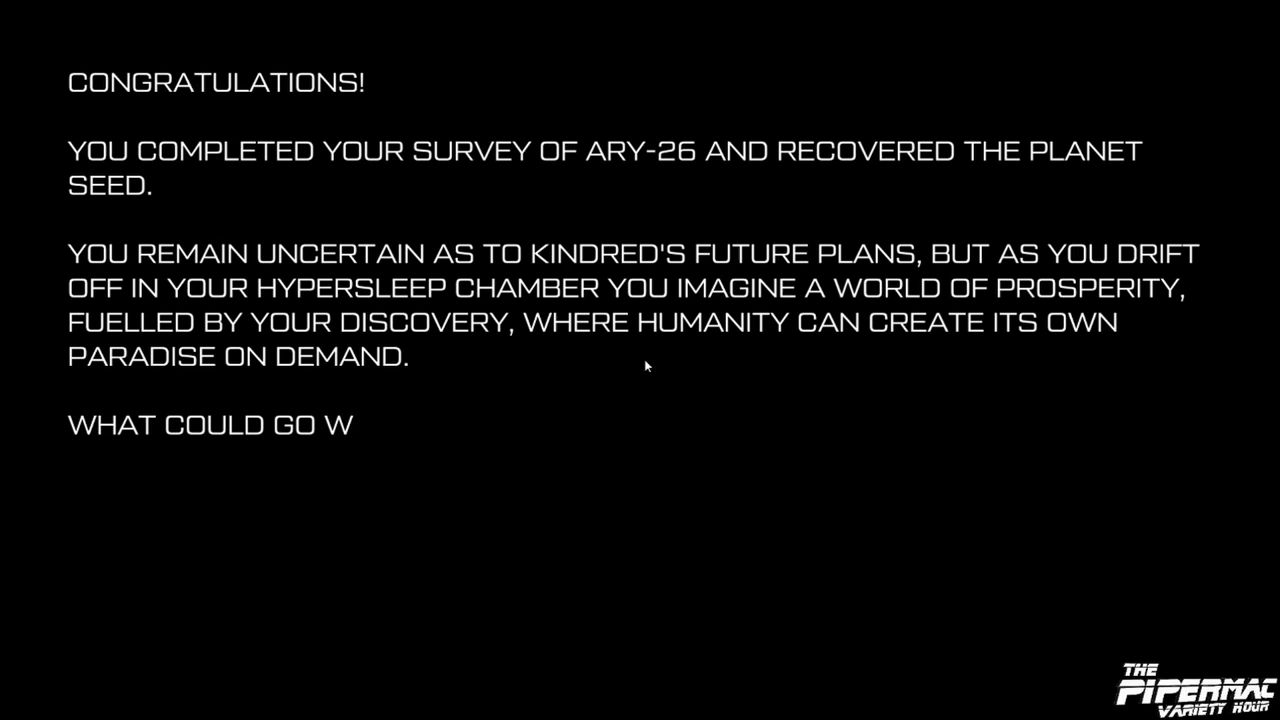 CONGRATULATIONS!
YOU COMPLETED YOUR SURVEY OF ARY-26 AND RECOVERED THE PLANET
SEED.
YOU REMAIN UNCERTAIN AS TO KINDRED'S FUTURE PLANS, BUT AS YOU DRIFT
OFF IN YOUR HYPERSLEEP CHAMBER YOU IMAGINE A WORLD OF PROSPERITY,
FUELLED BY YOUR DISCOVERY, WHERE HUMANITY CAN CREATE ITS OWN
PARADISE ON DEMAND.
WHAT COULD GO W
THE
PIPERMAC
VARIETY HOUR